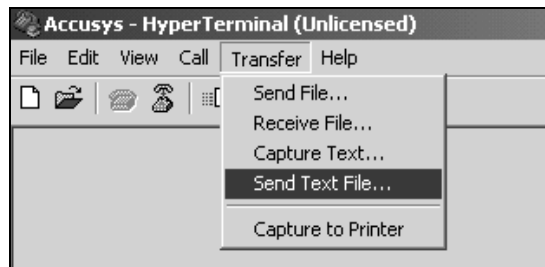 Accusys - HyperTerminal (Unlicensed)
File Edit View Call Transfer Help
Send File...
Receive File...
Capture Text...
Send Text File...
Capture to Printer